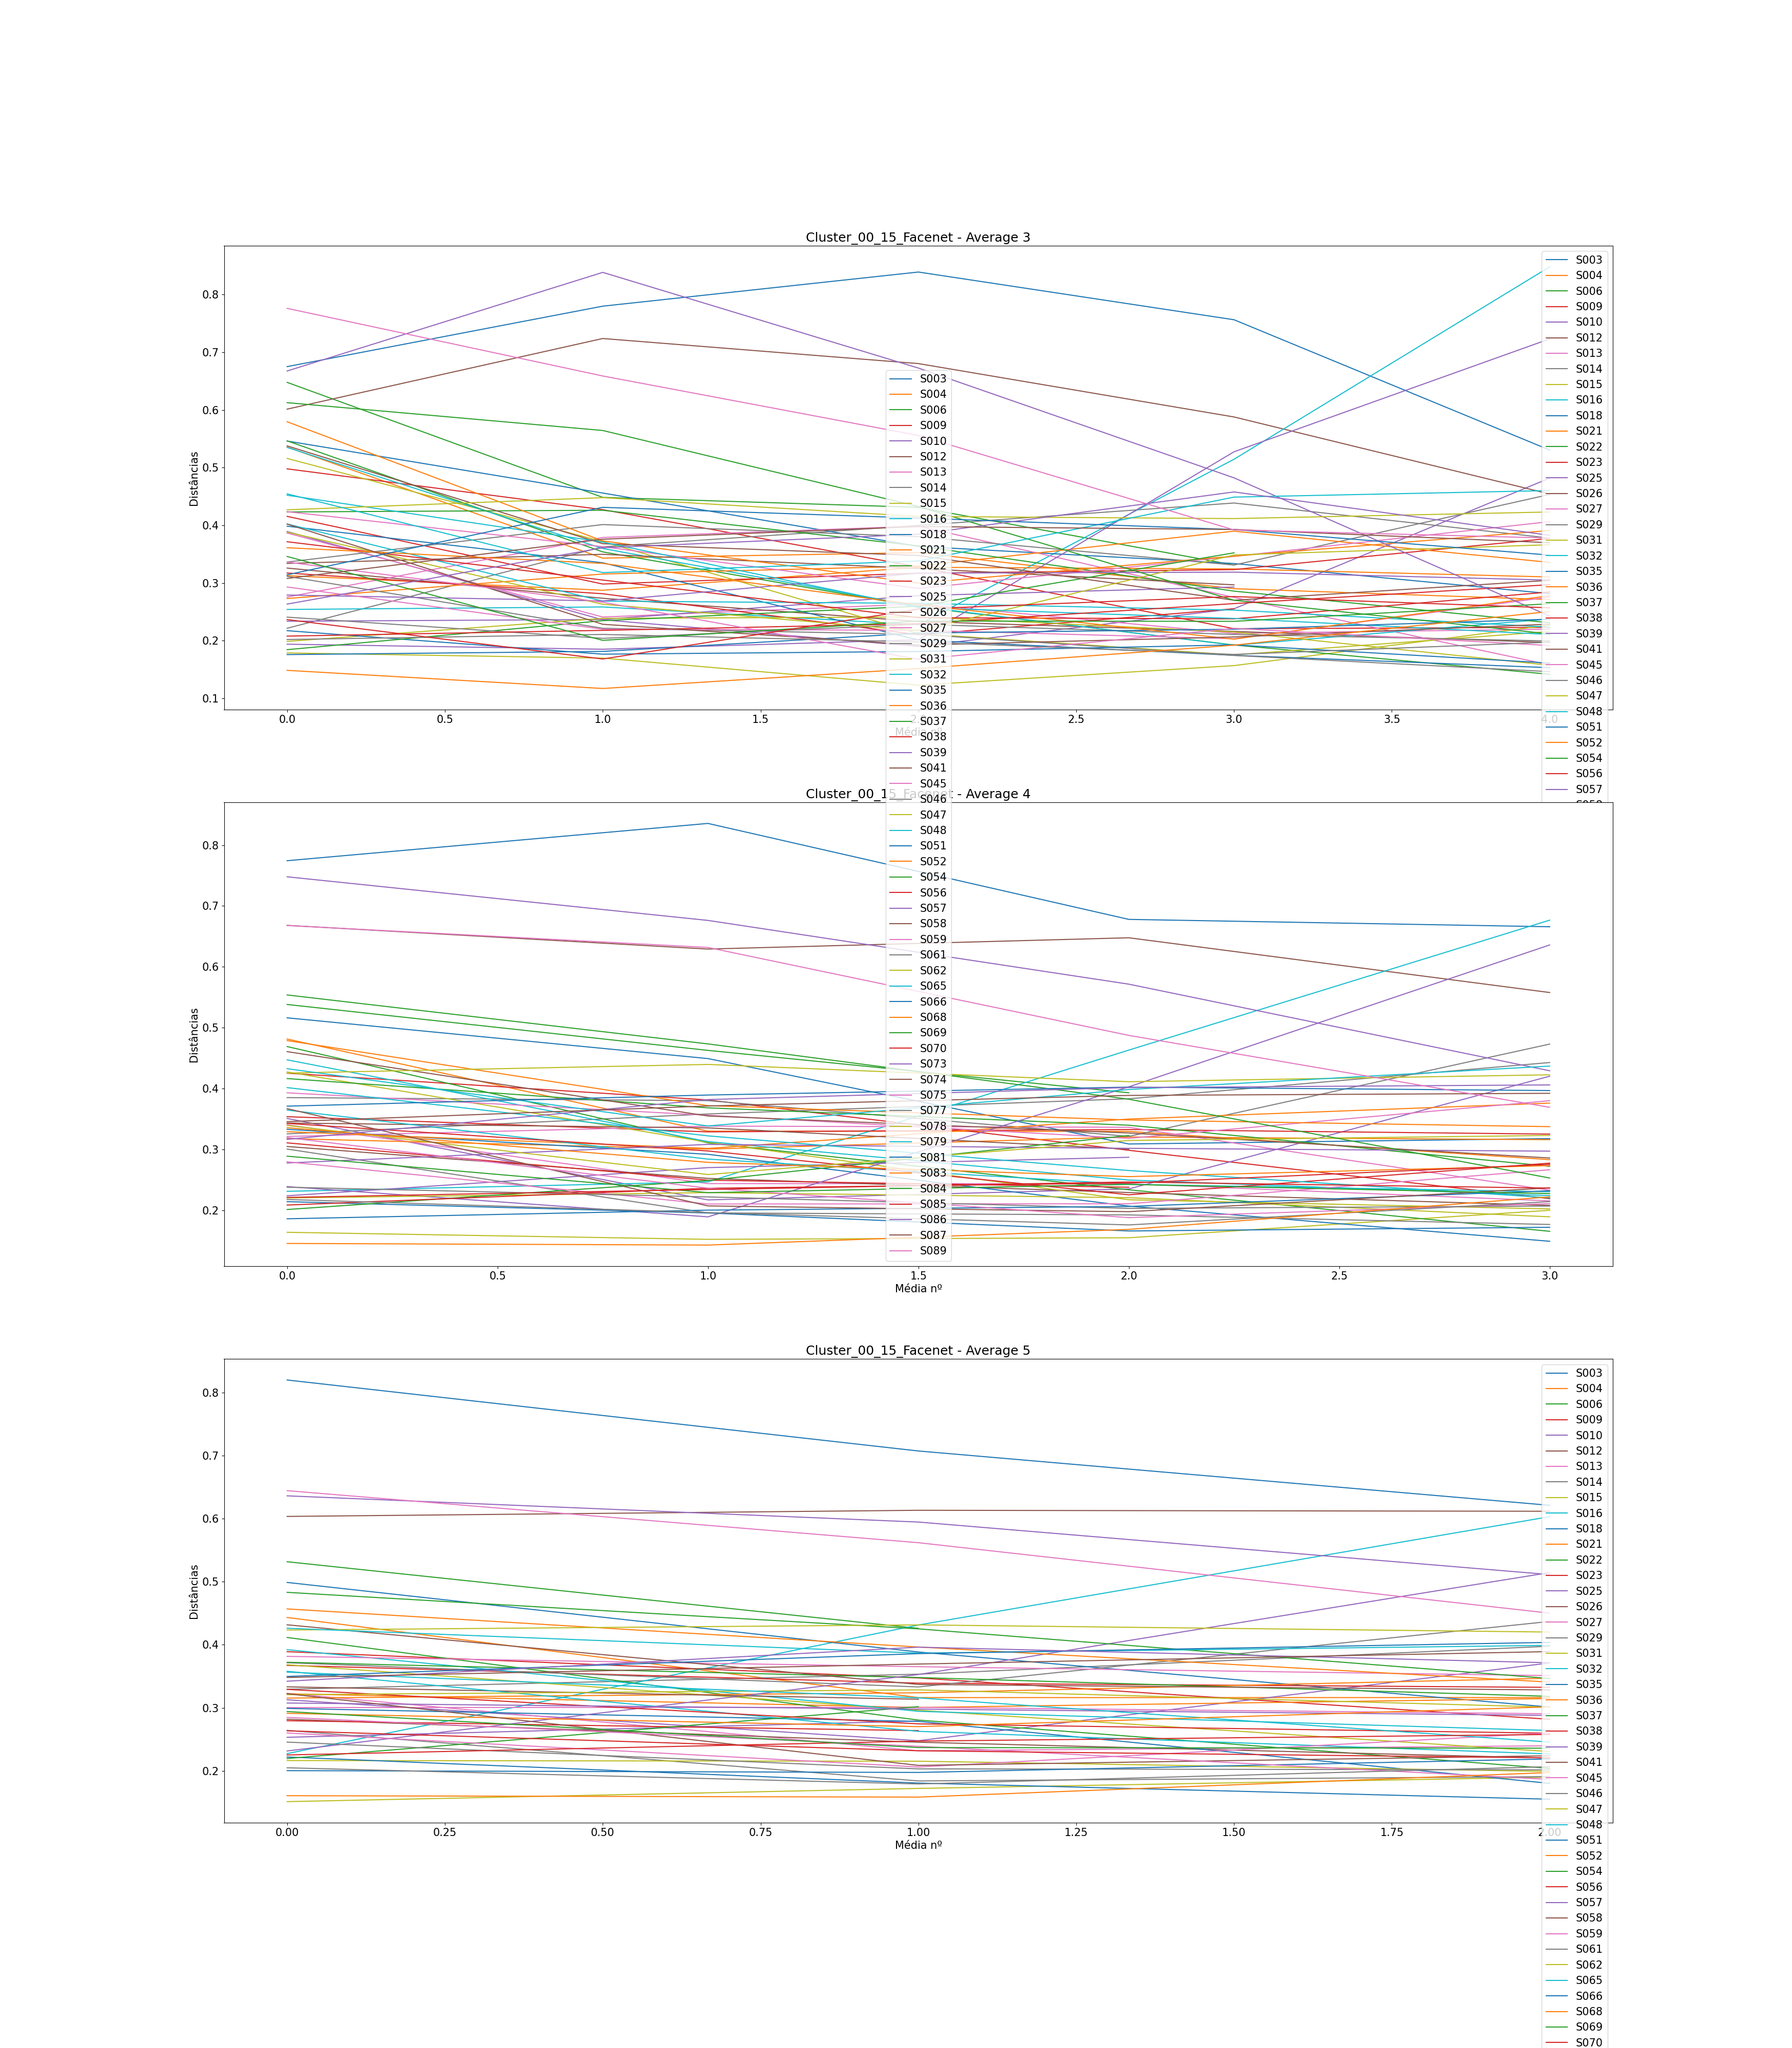 Cluster_00_15_Facenet - Average 3
Distâncias
0.8
0.7
0.6
0.5
0.4
0.3
0.2
0.1
0.0
0.5
1.0
1.5
2.5
3.0
3.5
4.0
Média nº
S003
S004
S006
S009
S010
S012
S013
S014
S015
S016
S018
S021
S022
S023
S025
S026
S027
S029
S031
S032
S035
S036
S037
S038
S039
S041
S045
S046
S047
S048
S051
S052
S054
S056
S057
Cluster_00_15_Facenet - Average 4
Distâncias
0.8
0.7
0.6
0.5
0.4
0.3
0.2
0.0
0.5
1.0
1.5
2.0
2.5
3.0
Média nº
S003
S004
S006
S009
S010
S012
S013
S014
S015
S016
S018
S021
S022
S023
S025
S026
S027
S029
S031
S032
S035
S036
S037
S038
S039
S041
S045
S046
S047
S048
S051
S052
S054
S056
S057
S058
S059
S061
S062
S065
S066
S068
S069
S070
S073
S074
S075
S077
S078
S079
S081
S083
S084
S085
S086
S087
S089
Cluster_00_15_Facenet - Average 5
Distâncias
0.8
0.7
0.6
0.5
0.4
0.3
0.2
0.00
0.25
0.50
0.75
1.00
1.25
1.50
1.75
2.00
Média nº
S003
S004
S006
S009
S010
S012
S013
S014
S015
S016
S018
S021
S022
S023
S025
S026
S027
S029
S031
S032
S035
S036
S037
S038
S039
S041
S045
S046
S047
S048
S051
S052
S054
S056
S057
S058
S059
S061
S062
S065
S066
S068
S069
S070